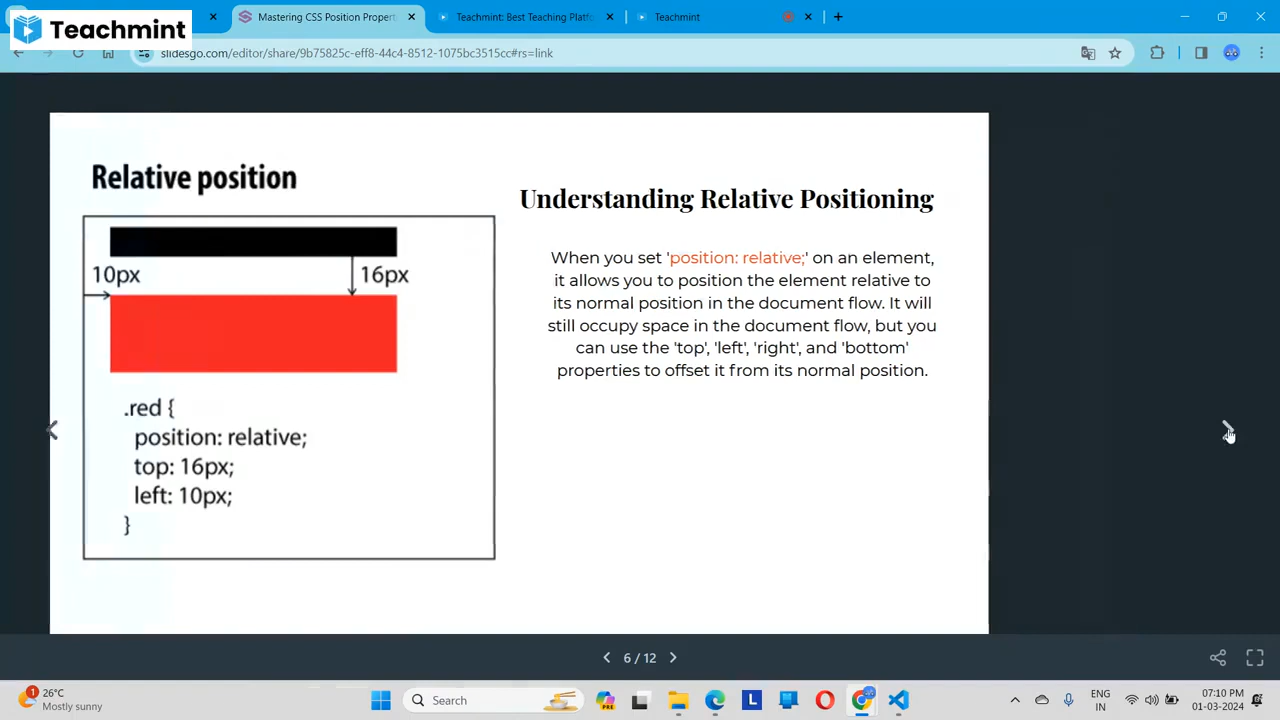 Teachmint
Mastering CSS Position Propert
Teachmint: Best Teaching Platf
Teachmint
slidesgo.com/editor/share/9b75825c-eff8-44c4-8512-1075bc3515cc#rs=link
Relative position
10px
16px
.red {
position: relative;
top: 16px;
left: 10px;
}
Understanding Relative Positioning
When you set 'position: relative;' on an element,
it allows you to position the element relative to
its normal position in the document flow. It will
still occupy space in the document flow, but you
can use the 'top', 'left', 'right', and 'bottom'
properties to offset it from its normal position.
6 / 12
1
26°C
Mostly sunny
Search
PRE
L
ENG
IN
07:10 PM
01-03-2024